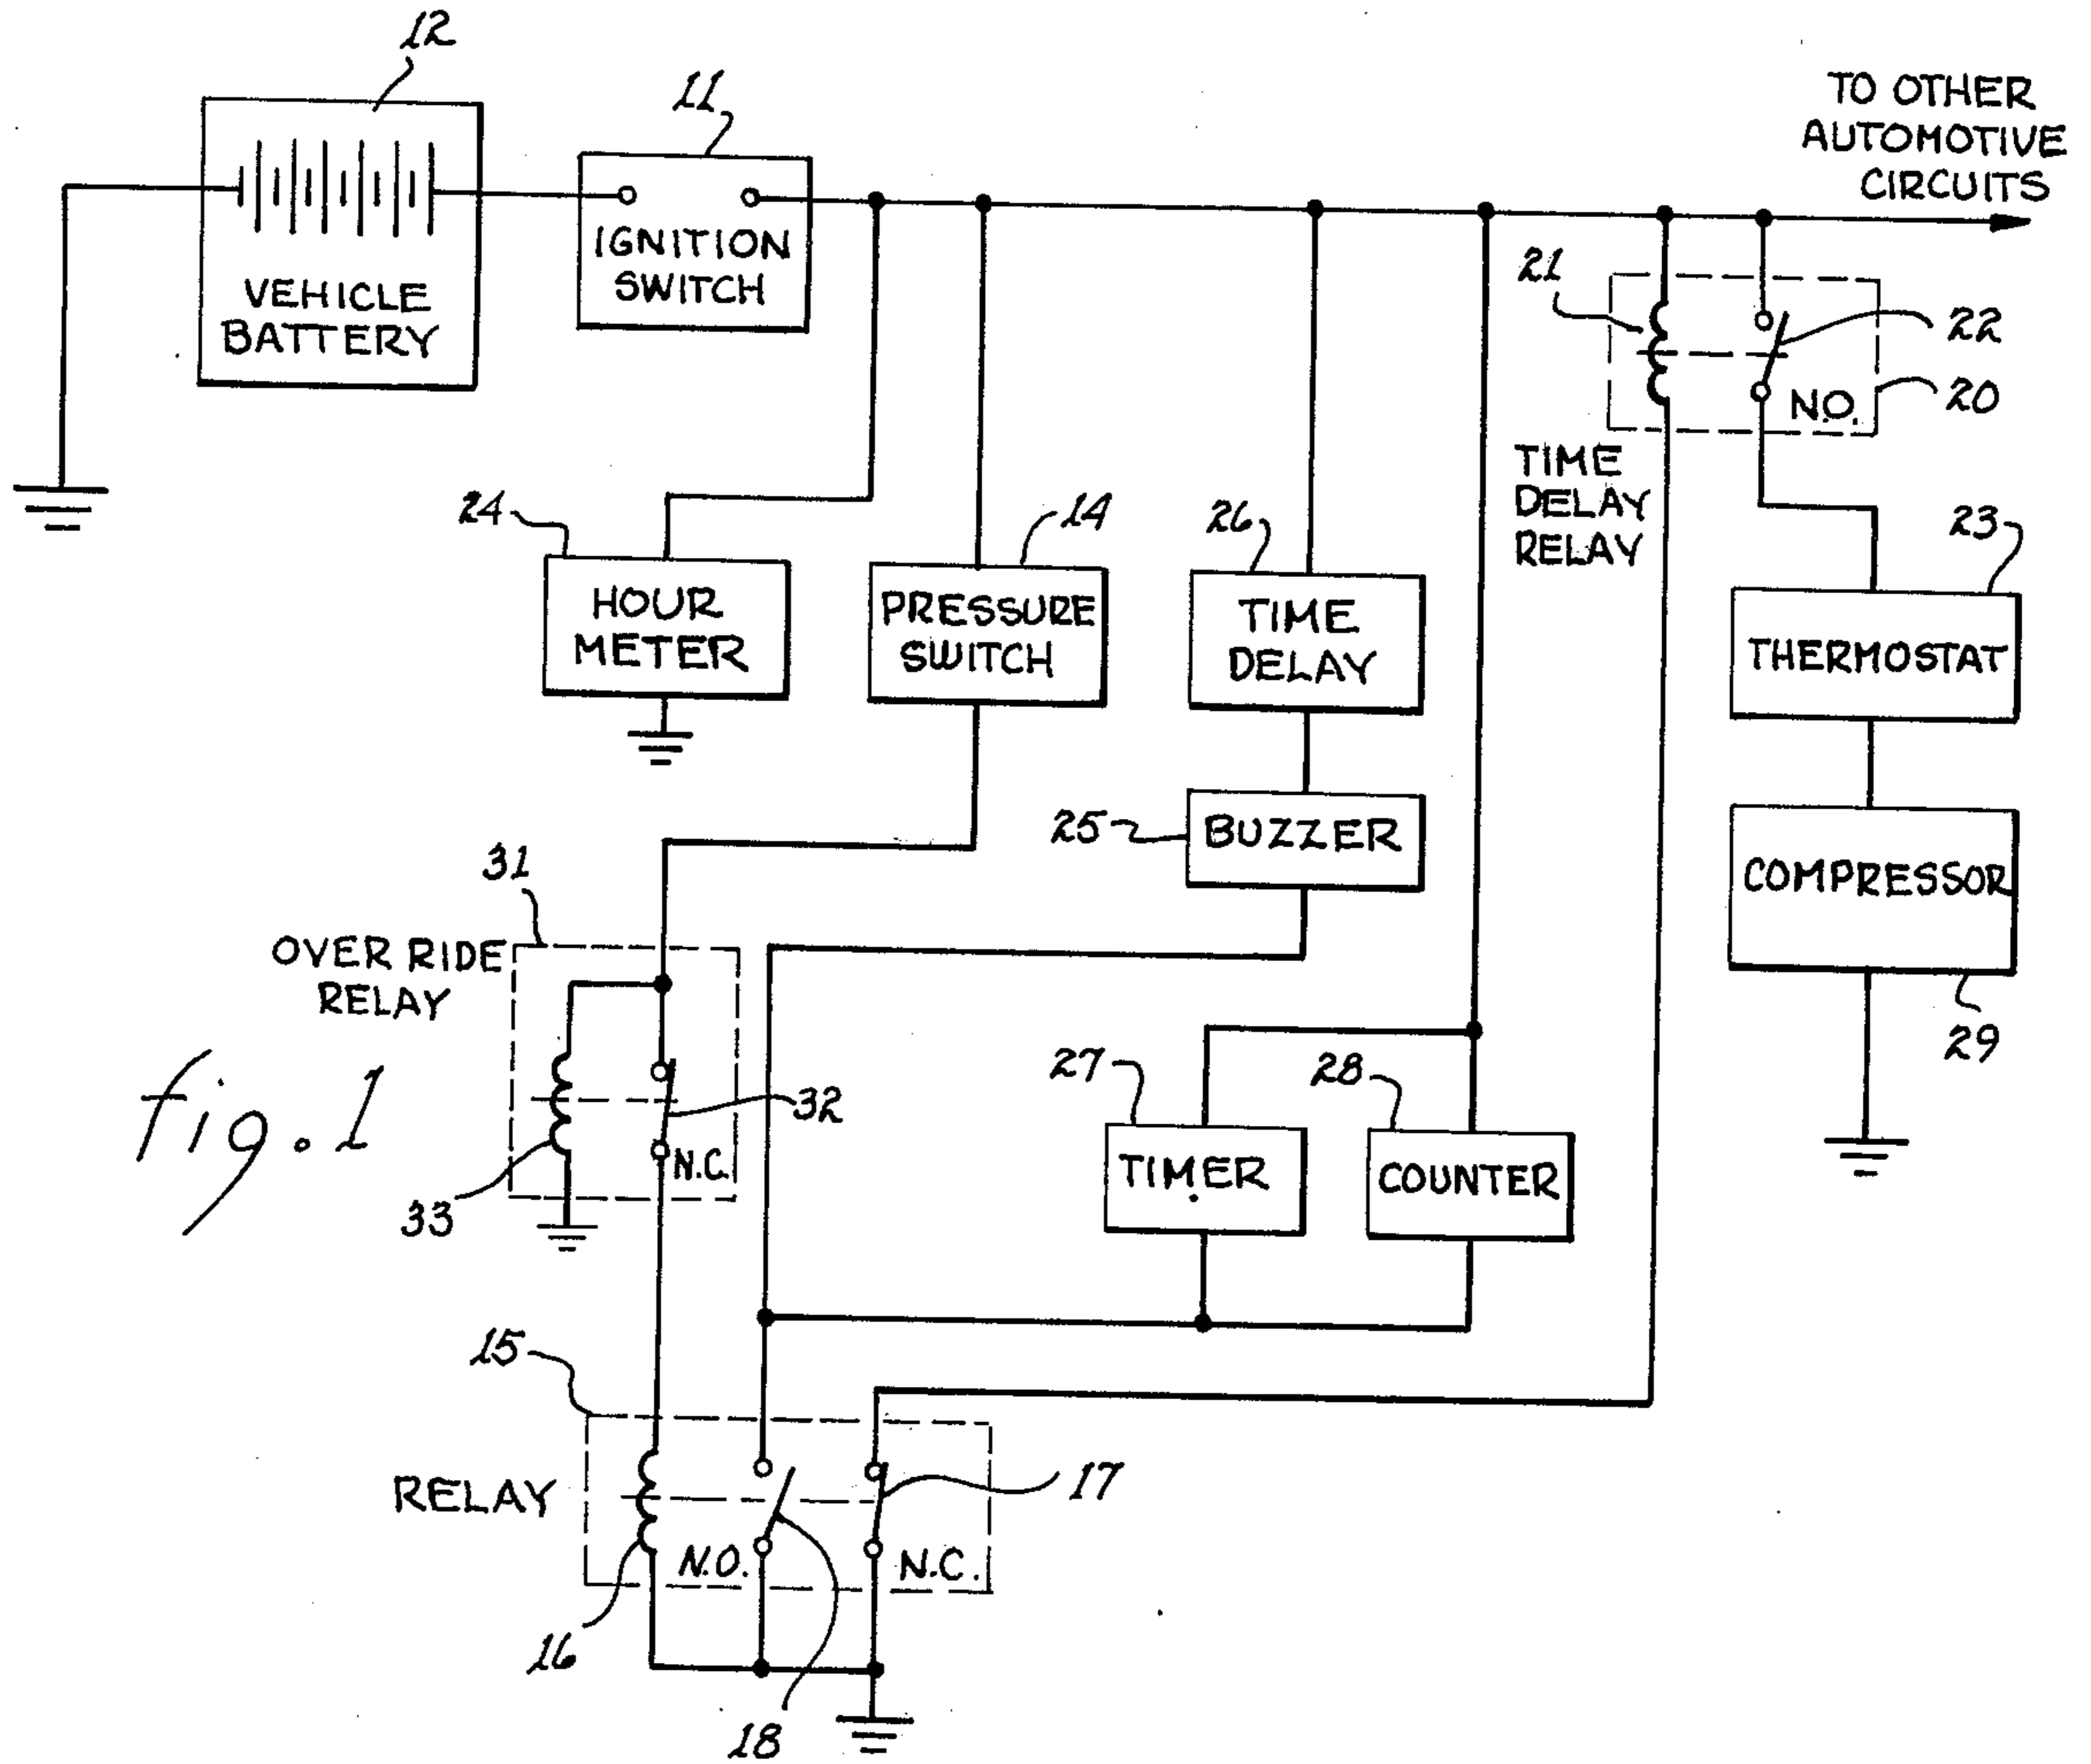 12
11
TO OTHER
AUTOMOTIVE
CIRCUITS
VEHICLE
BATTERY
IGNITION
SWITCH
21
22
20
N.O.
TIME
DELAY
RELAY
24
14
26
23
HOUR
METER
PRESSURE
SWITCH
TIME
DELAY
THERMOSTAT
25
BUZZER
31
COMPRESSOR
OVER RIDE
RELAY
29
27
28
32
fig. 1
N.C.
TIMER
COUNTER
33
15
RELAY
17
N.O.
N.C.
16
18